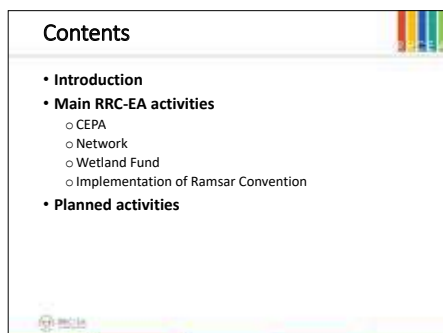 Contents
• Introduction
• Main RRC-EA activities
o CEPA
o Network
o Wetland Fund
o Implementation of Ramsar Convention
• Planned activities